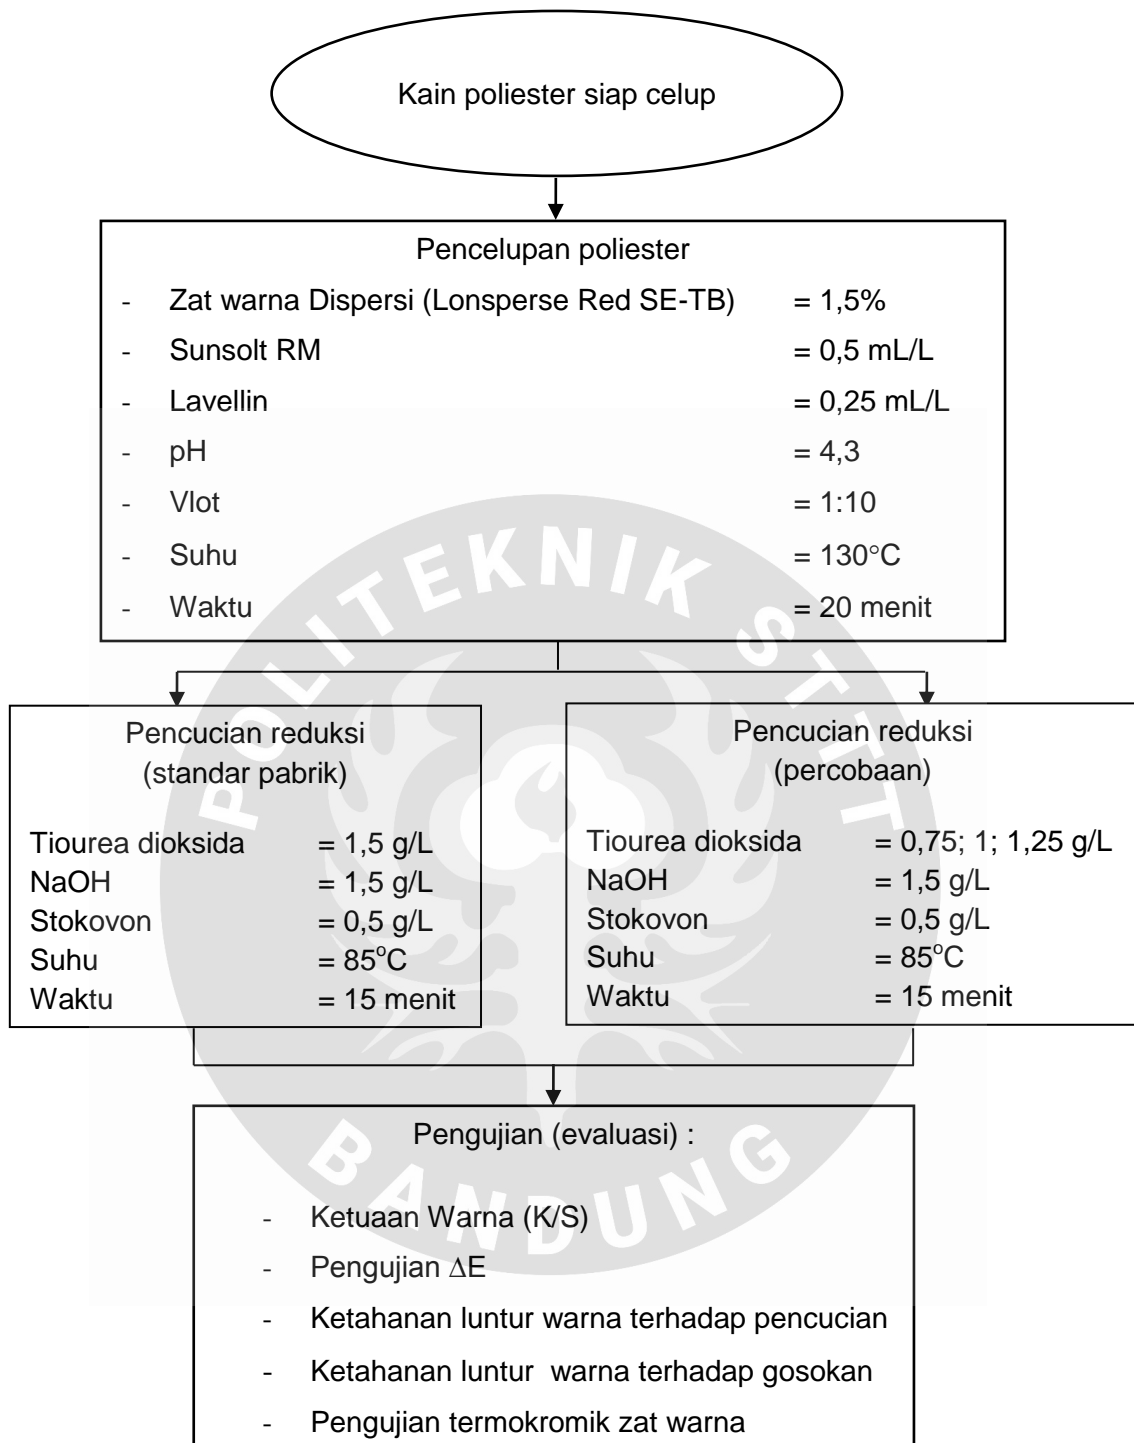 Kain poliester siap celup
Pencelupan poliester
- Zat warna Dispersi (Lonsperse Red SE-TB) = 1,5%
- Sunsolt RM = 0,5 mL/L
- Lavellin = 0,25 mL/L
- pH = 4,3
- Vlot = 1:10
- Suhu = 130°C
- Waktu = 20 menit
Pencucian reduksi
(standar pabrik)
Tiourea dioksida = 1,5 g/L
NaOH = 1,5 g/L
Stokovon = 0,5 g/L
Suhu = 85°C
Waktu = 15 menit
Pencucian reduksi
(percobaan)
Tiourea dioksida = 0,75; 1; 1,25 g/L
NaOH = 1,5 g/L
Stokovon = 0,5 g/L
Suhu = 85°C
Waktu = 15 menit
Pengujian (evaluasi) :
- Ketuaan Warna (K/S)
- Pengujian ΔE
- Ketahanan luntur warna terhadap pencucian
- Ketahanan luntur  warna terhadap gosokan
- Pengujian termokromik zat warna
POLITEKNIK STTT
BANDUNG